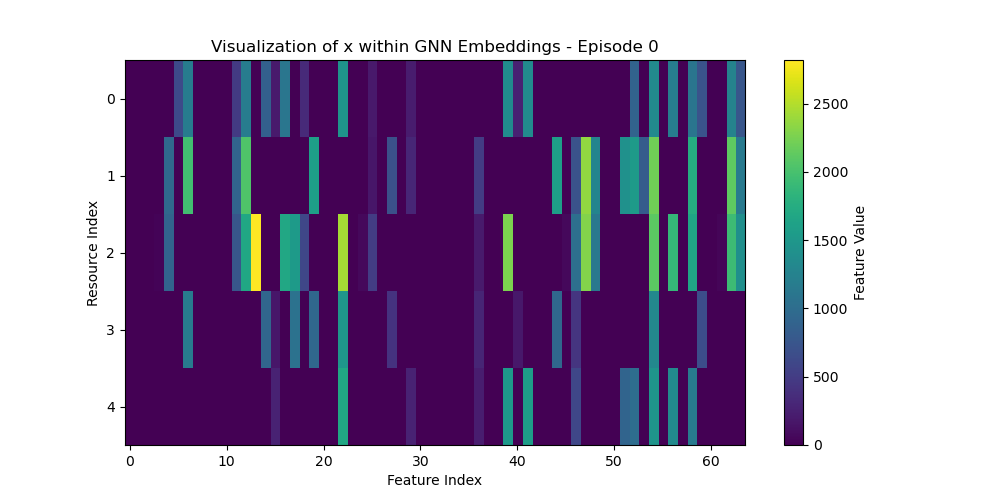 Visualization of x within GNN Embeddings - Episode 0
Resource Index
0
1
2
3
4
0 10 20 30 40 50 60
Feature Index
2500
2000
1500
1000
500
0
Feature Value